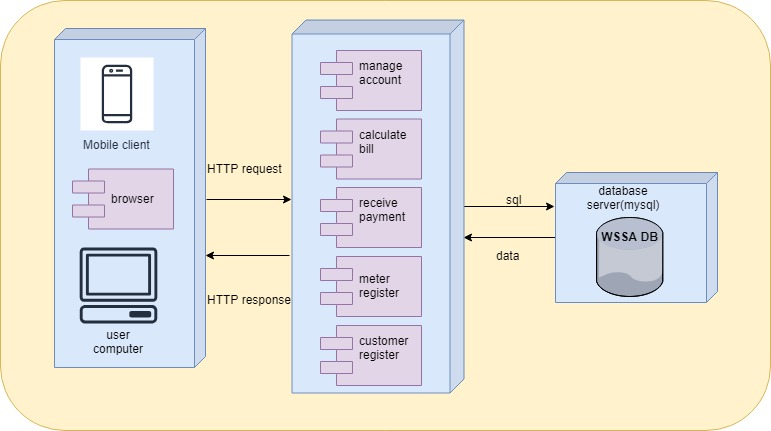 Mobile client
browser
user
computer
HTTP request
HTTP response
manage
account
calculate
bill
receive
payment
meter
register
customer
register
sql
data
database
server(mysql)
WSSA DB